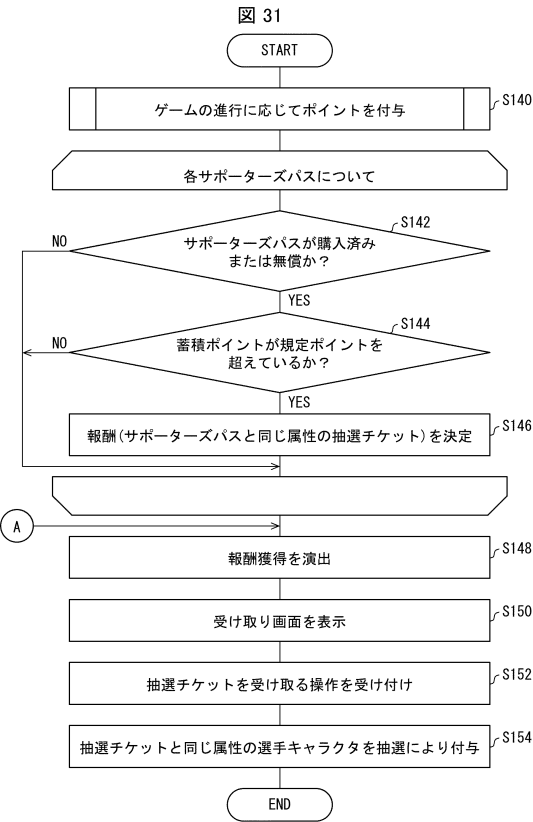 図 31
START
ゲームの進行に応じてポイントを付与
S140
各サポーターズパスについて
S142
サポーターズパスが購入済み
または無償か？
NO
YES
S144
蓄積ポイントが規定ポイントを
超えているか？
NO
YES
報酬(サポーターズパスと同じ属性の抽選チケット)を決定
S146
A
報酬獲得を演出
S148
受け取り画面を表示
S150
抽選チケットを受け取る操作を受け付け
S152
抽選チケットと同じ属性の選手キャラクタを抽選により付与
S154
END